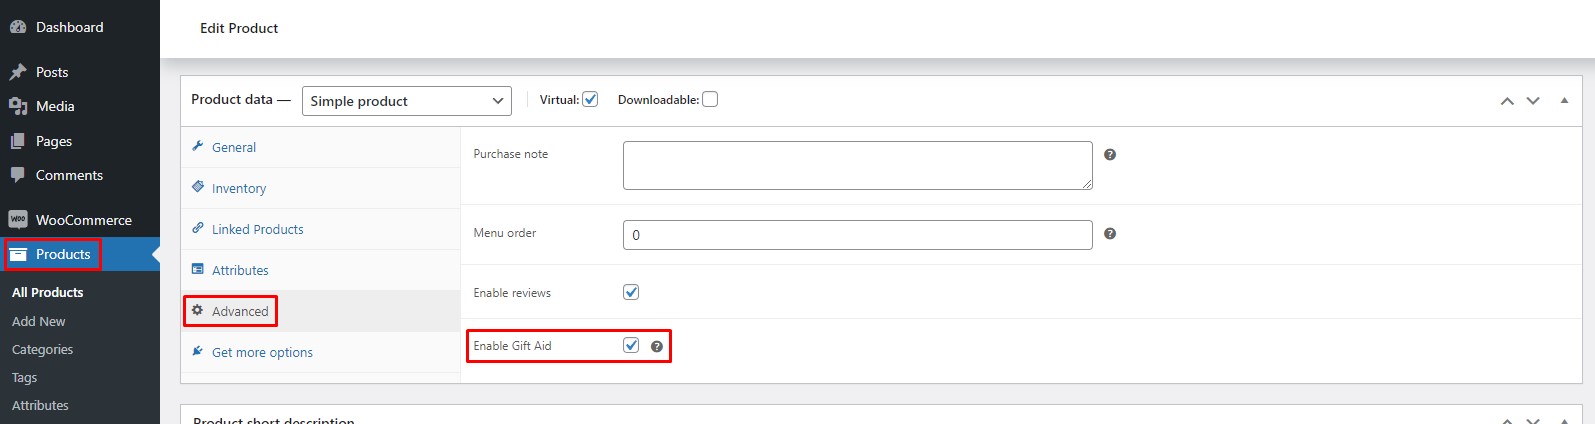 Dashboard
Posts
Media
Pages
Comments
WOO WooCommerce
Products
All Products
Add New
Categories
Tags
Attributes
Edit Product
Product data — Simple product Virtual: Downloadable:
General
Inventory
Linked Products
Attributes
Advanced
Get more options
Purchase note ?
Menu order 0 ?
Enable reviews
Enable Gift Aid ?
Product short description